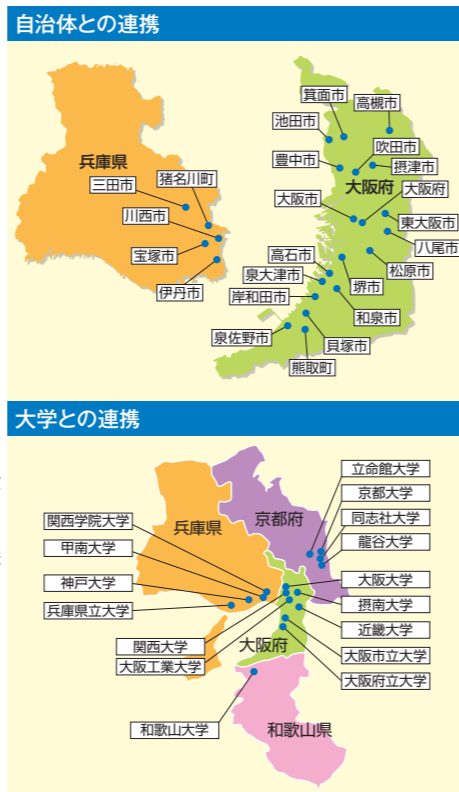 自治体との連携
兵庫県
三田市
猪名川町
川西市
宝塚市
伊丹市
箕面市
高槻市
池田市
吹田市
豊中市
摂津市
大阪府
大阪市
大阪府
東大阪市
八尾市
高石市
松原市
泉大津市
堺市
岸和田市
和泉市
泉佐野市
貝塚市
熊取町
大学との連携
兵庫県
京都府
大阪府
和歌山県
関西学院大学
甲南大学
神戸大学
兵庫県立大学
関西大学
大阪工業大学
和歌山大学
立命館大学
京都大学
同志社大学
龍谷大学
大阪大学
摂南大学
近畿大学
大阪市立大学
大阪府立大学